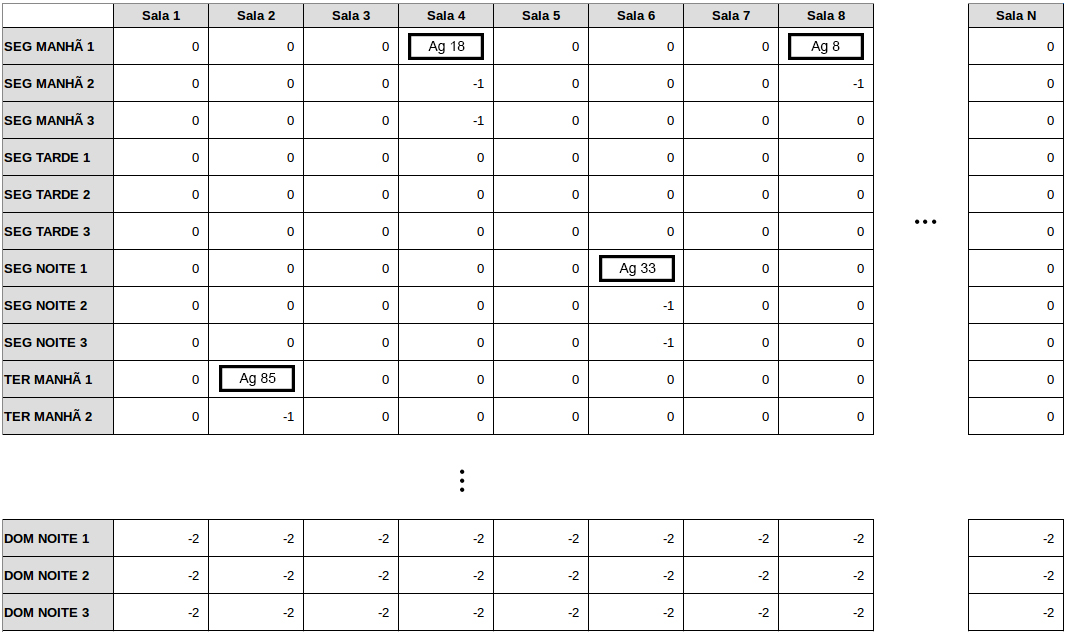 Sala 1 Sala 2 Sala 3 Sala 4 Sala 5 Sala 6 Sala 7 Sala 8 Sala N
SEG MANHÃ 1 0 0 0 Ag 18 0 0 0 Ag 8 0
SEG MANHÃ 2 0 0 0 -1 0 0 0 -1 0
SEG MANHÃ 3 0 0 0 -1 0 0 0 0 0
SEG TARDE 1 0 0 0 0 0 0 0 0 0
SEG TARDE 2 0 0 0 0 0 0 0 0 0
SEG TARDE 3 0 0 0 0 0 0 0 0 ... 0
SEG NOITE 1 0 0 0 0 0 Ag 33 0 0 0
SEG NOITE 2 0 0 0 0 0 -1 0 0 0
SEG NOITE 3 0 0 0 0 0 -1 0 0 0
TER MANHÃ 1 0 Ag 85 0 0 0 0 0 0 0
TER MANHÃ 2 0 -1 0 0 0 0 0 0 0
⋮
DOM NOITE 1 -2 -2 -2 -2 -2 -2 -2 -2 -2
DOM NOITE 2 -2 -2 -2 -2 -2 -2 -2 -2 -2
DOM NOITE 3 -2 -2 -2 -2 -2 -2 -2 -2 -2